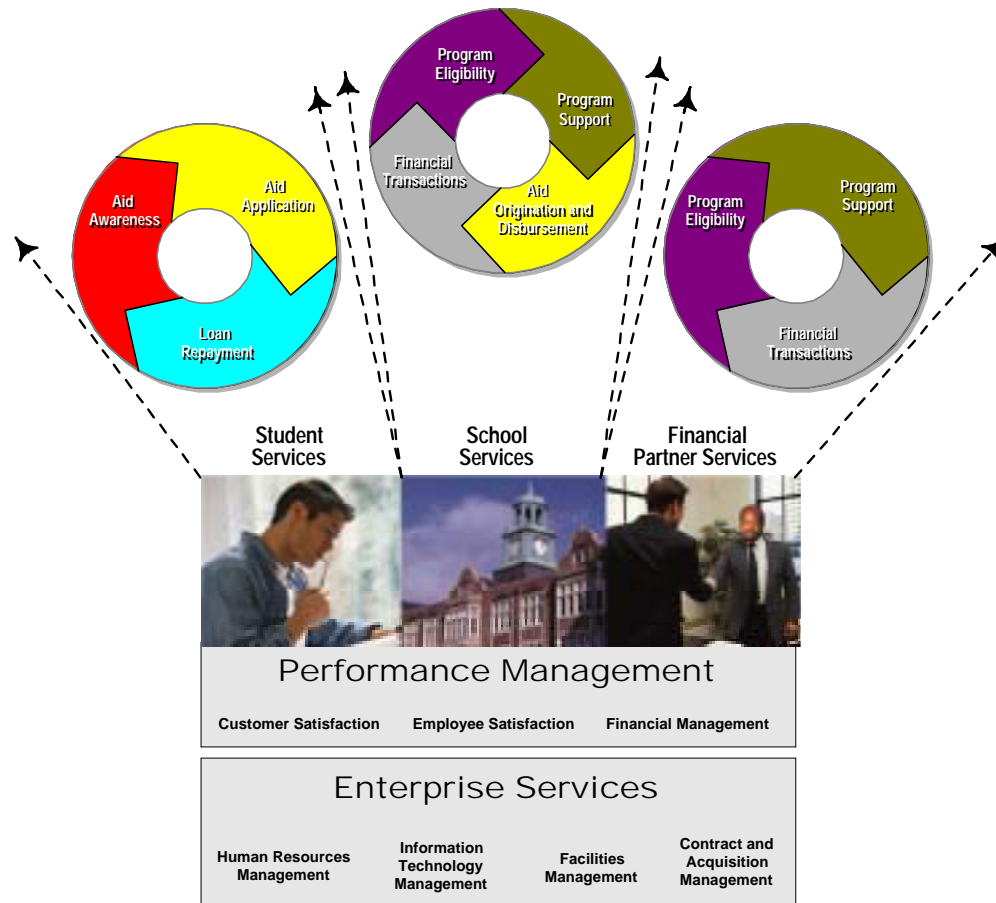 Program
Eligibility
Program
Support
Financial
Transactions
Aid
Origination and
Disbursement
Aid
Awareness
Aid
Application
Loan
Repayment
Program
Eligibility
Program
Support
Financial
Transactions
Student
Services
School
Services
Financial
Partner Services
Performance Management
Customer Satisfaction
Employee Satisfaction
Financial Management
Enterprise Services
Human Resources
Management
Information
Technology
Management
Facilities
Management
Contract and
Acquisition
Management